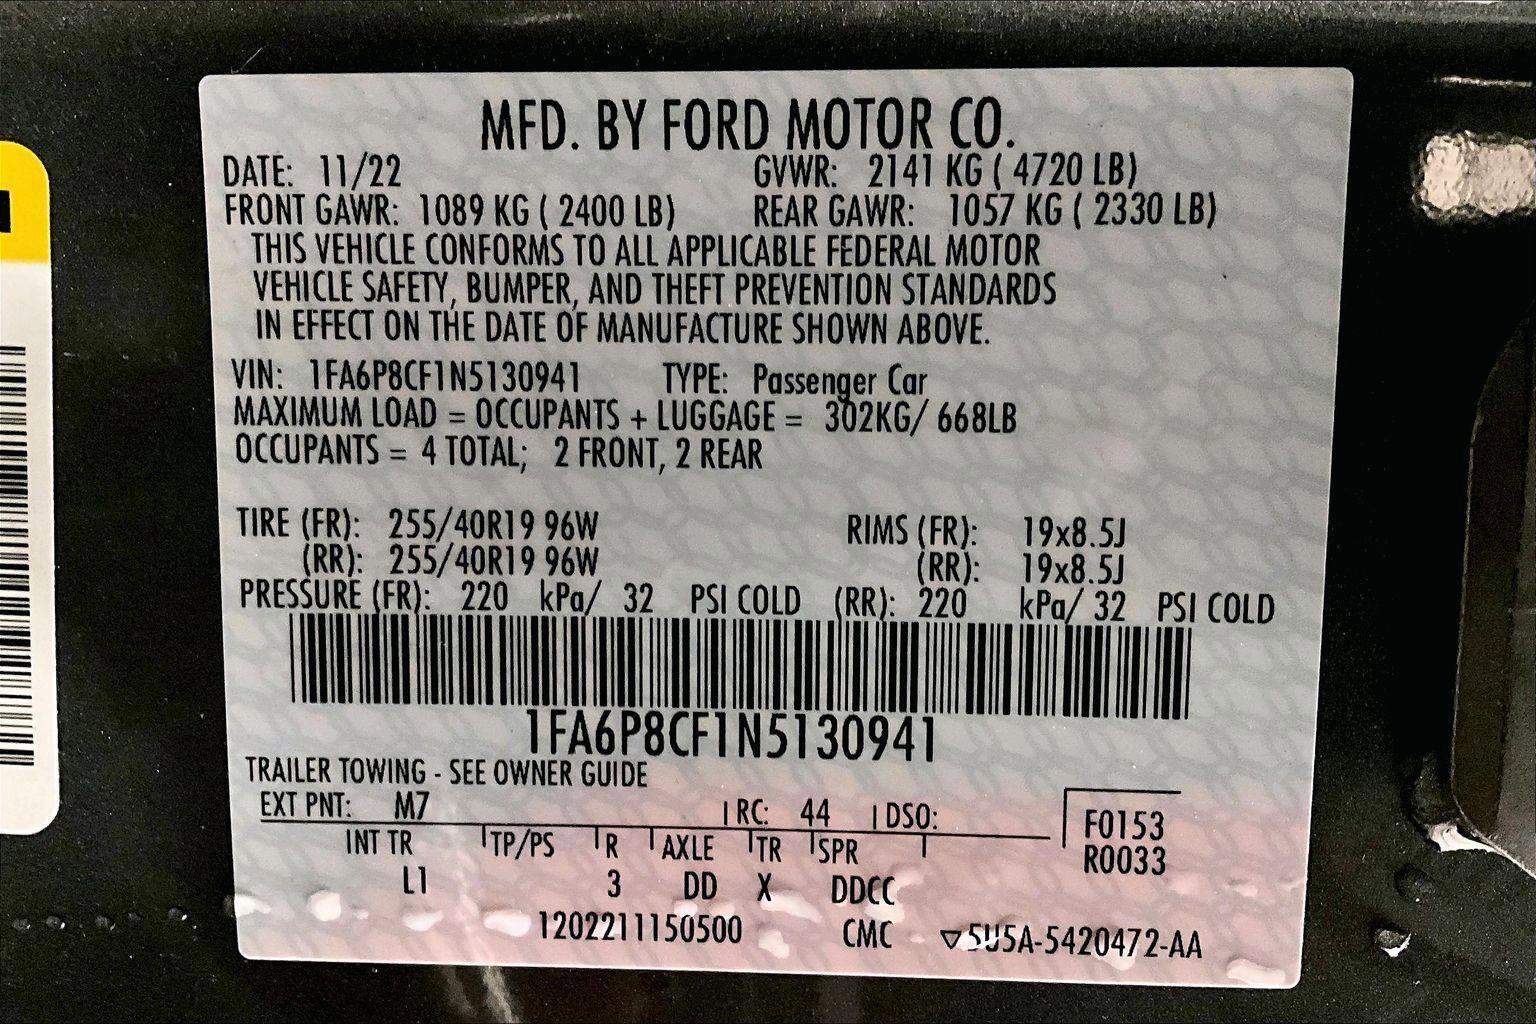 MFD. BY FORD MOTOR CO.
DATE: 11/22 GVWR: 2141 KG ( 4720 LB)
FRONT GAWR: 1089 KG ( 2400 LB) REAR GAWR: 1057 KG ( 2330 LB)
THIS VEHICLE CONFORMS TO ALL APPLICABLE FEDERAL MOTOR
VEHICLE SAFETY, BUMPER, AND THEFT PREVENTION STANDARDS
IN EFFECT ON THE DATE OF MANUFACTURE SHOWN ABOVE.
VIN: 1FA6P8CF1N5130941 TYPE: Passenger Car
MAXIMUM LOAD = OCCUPANTS + LUGGAGE = 302KG/ 668LB
OCCUPANTS = 4 TOTAL; 2 FRONT, 2 REAR
TIRE (FR): 255/40R19 96W RIMS (FR): 19x8.5J
(RR): 255/40R19 96W (RR): 19x8.5J
PRESSURE (FR): 220 kPa/ 32 PSI COLD (RR): 220 kPa/ 32 PSI COLD
1FA6P8CF1N5130941
TRAILER TOWING - SEE OWNER GUIDE
EXT PNT: M7 RC: 44 DSO: F0153
INT TR TP/PS R AXLE TR SPR R0033
L1 3 DD X DDCC
1202211150500 CMC ▽5U5A-5420472-AA